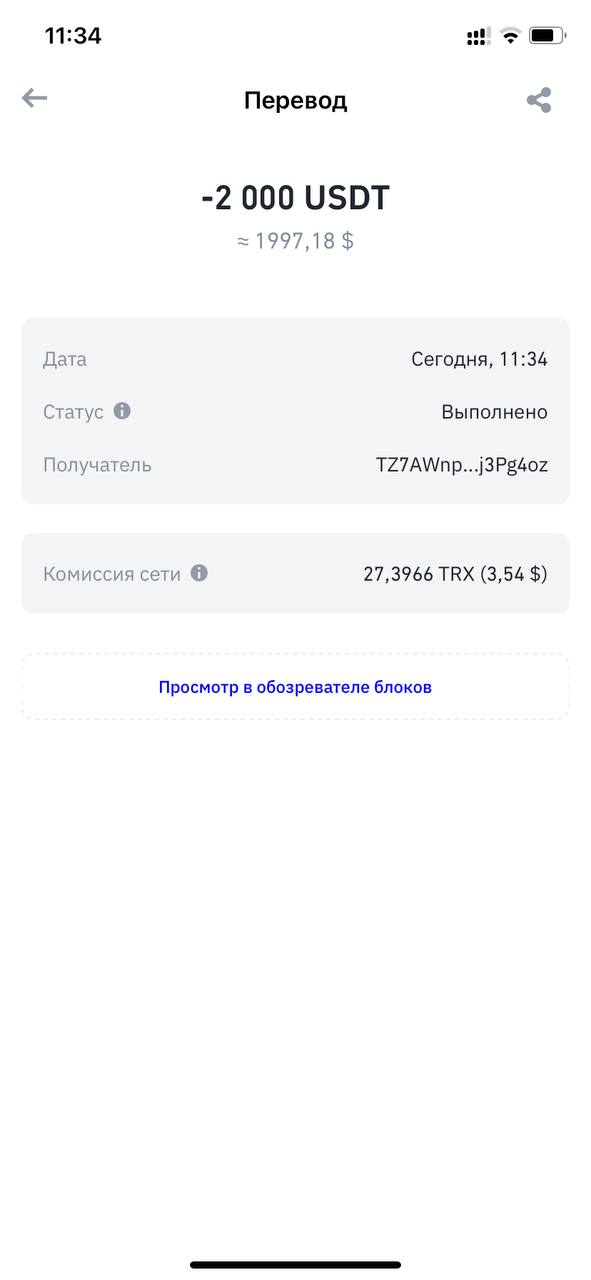 11:34
Перевод
-2 000 USDT
≈ 1997,18 $
Дата Сегодня, 11:34
Статус Выполнено
Получатель TZ7AWnp...j3Pg4oz
Комиссия сети 27,3966 TRX (3,54 $)
Просмотр в обозревателе блоков